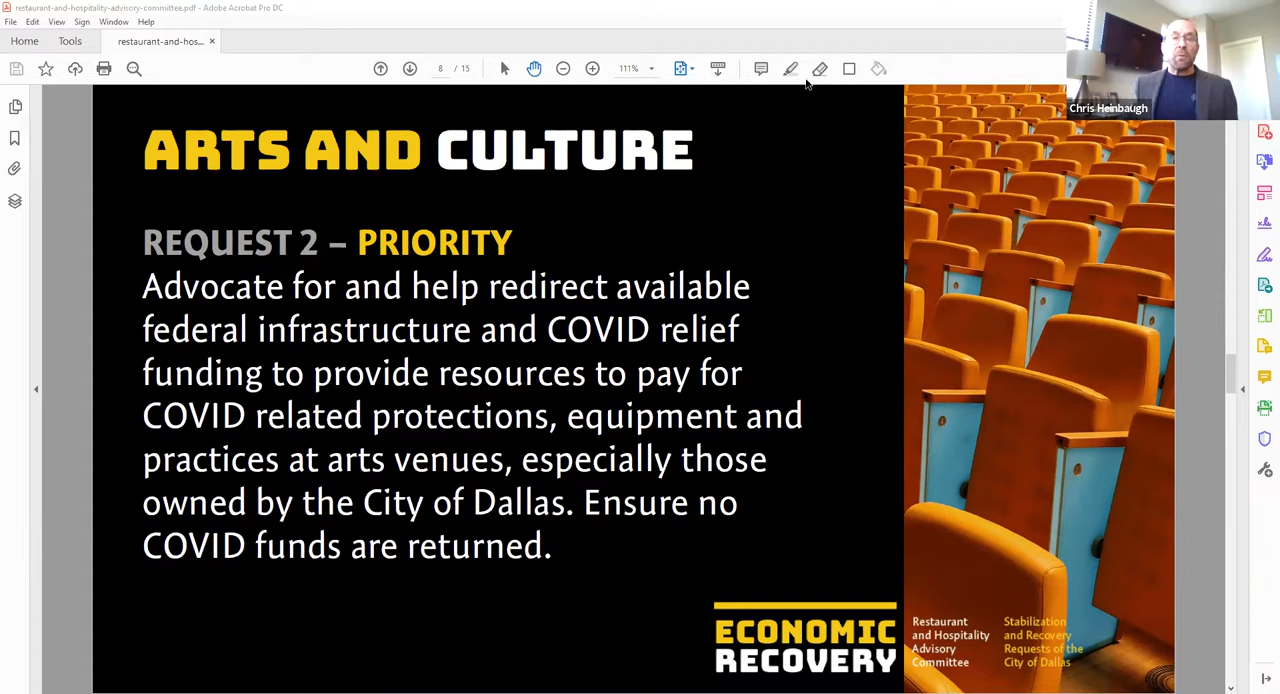 restaurant-and-hospitality-advisory-committee.pdf - Adobe Acrobat Pro DC
File Edit View Sign Window Help
Home Tools restaurant-and-hos... ×
8 / 15 111%
Chris Heinbaugh
ARTS AND CULTURE
REQUEST 2 – PRIORITY
Advocate for and help redirect available
federal infrastructure and COVID relief
funding to provide resources to pay for
COVID related protections, equipment and
practices at arts venues, especially those
owned by the City of Dallas. Ensure no
COVID funds are returned.
ECONOMIC
RECOVERY
Restaurant
and Hospitality
Advisory
Committee
Stabilization
and Recovery
Requests of the
City of Dallas